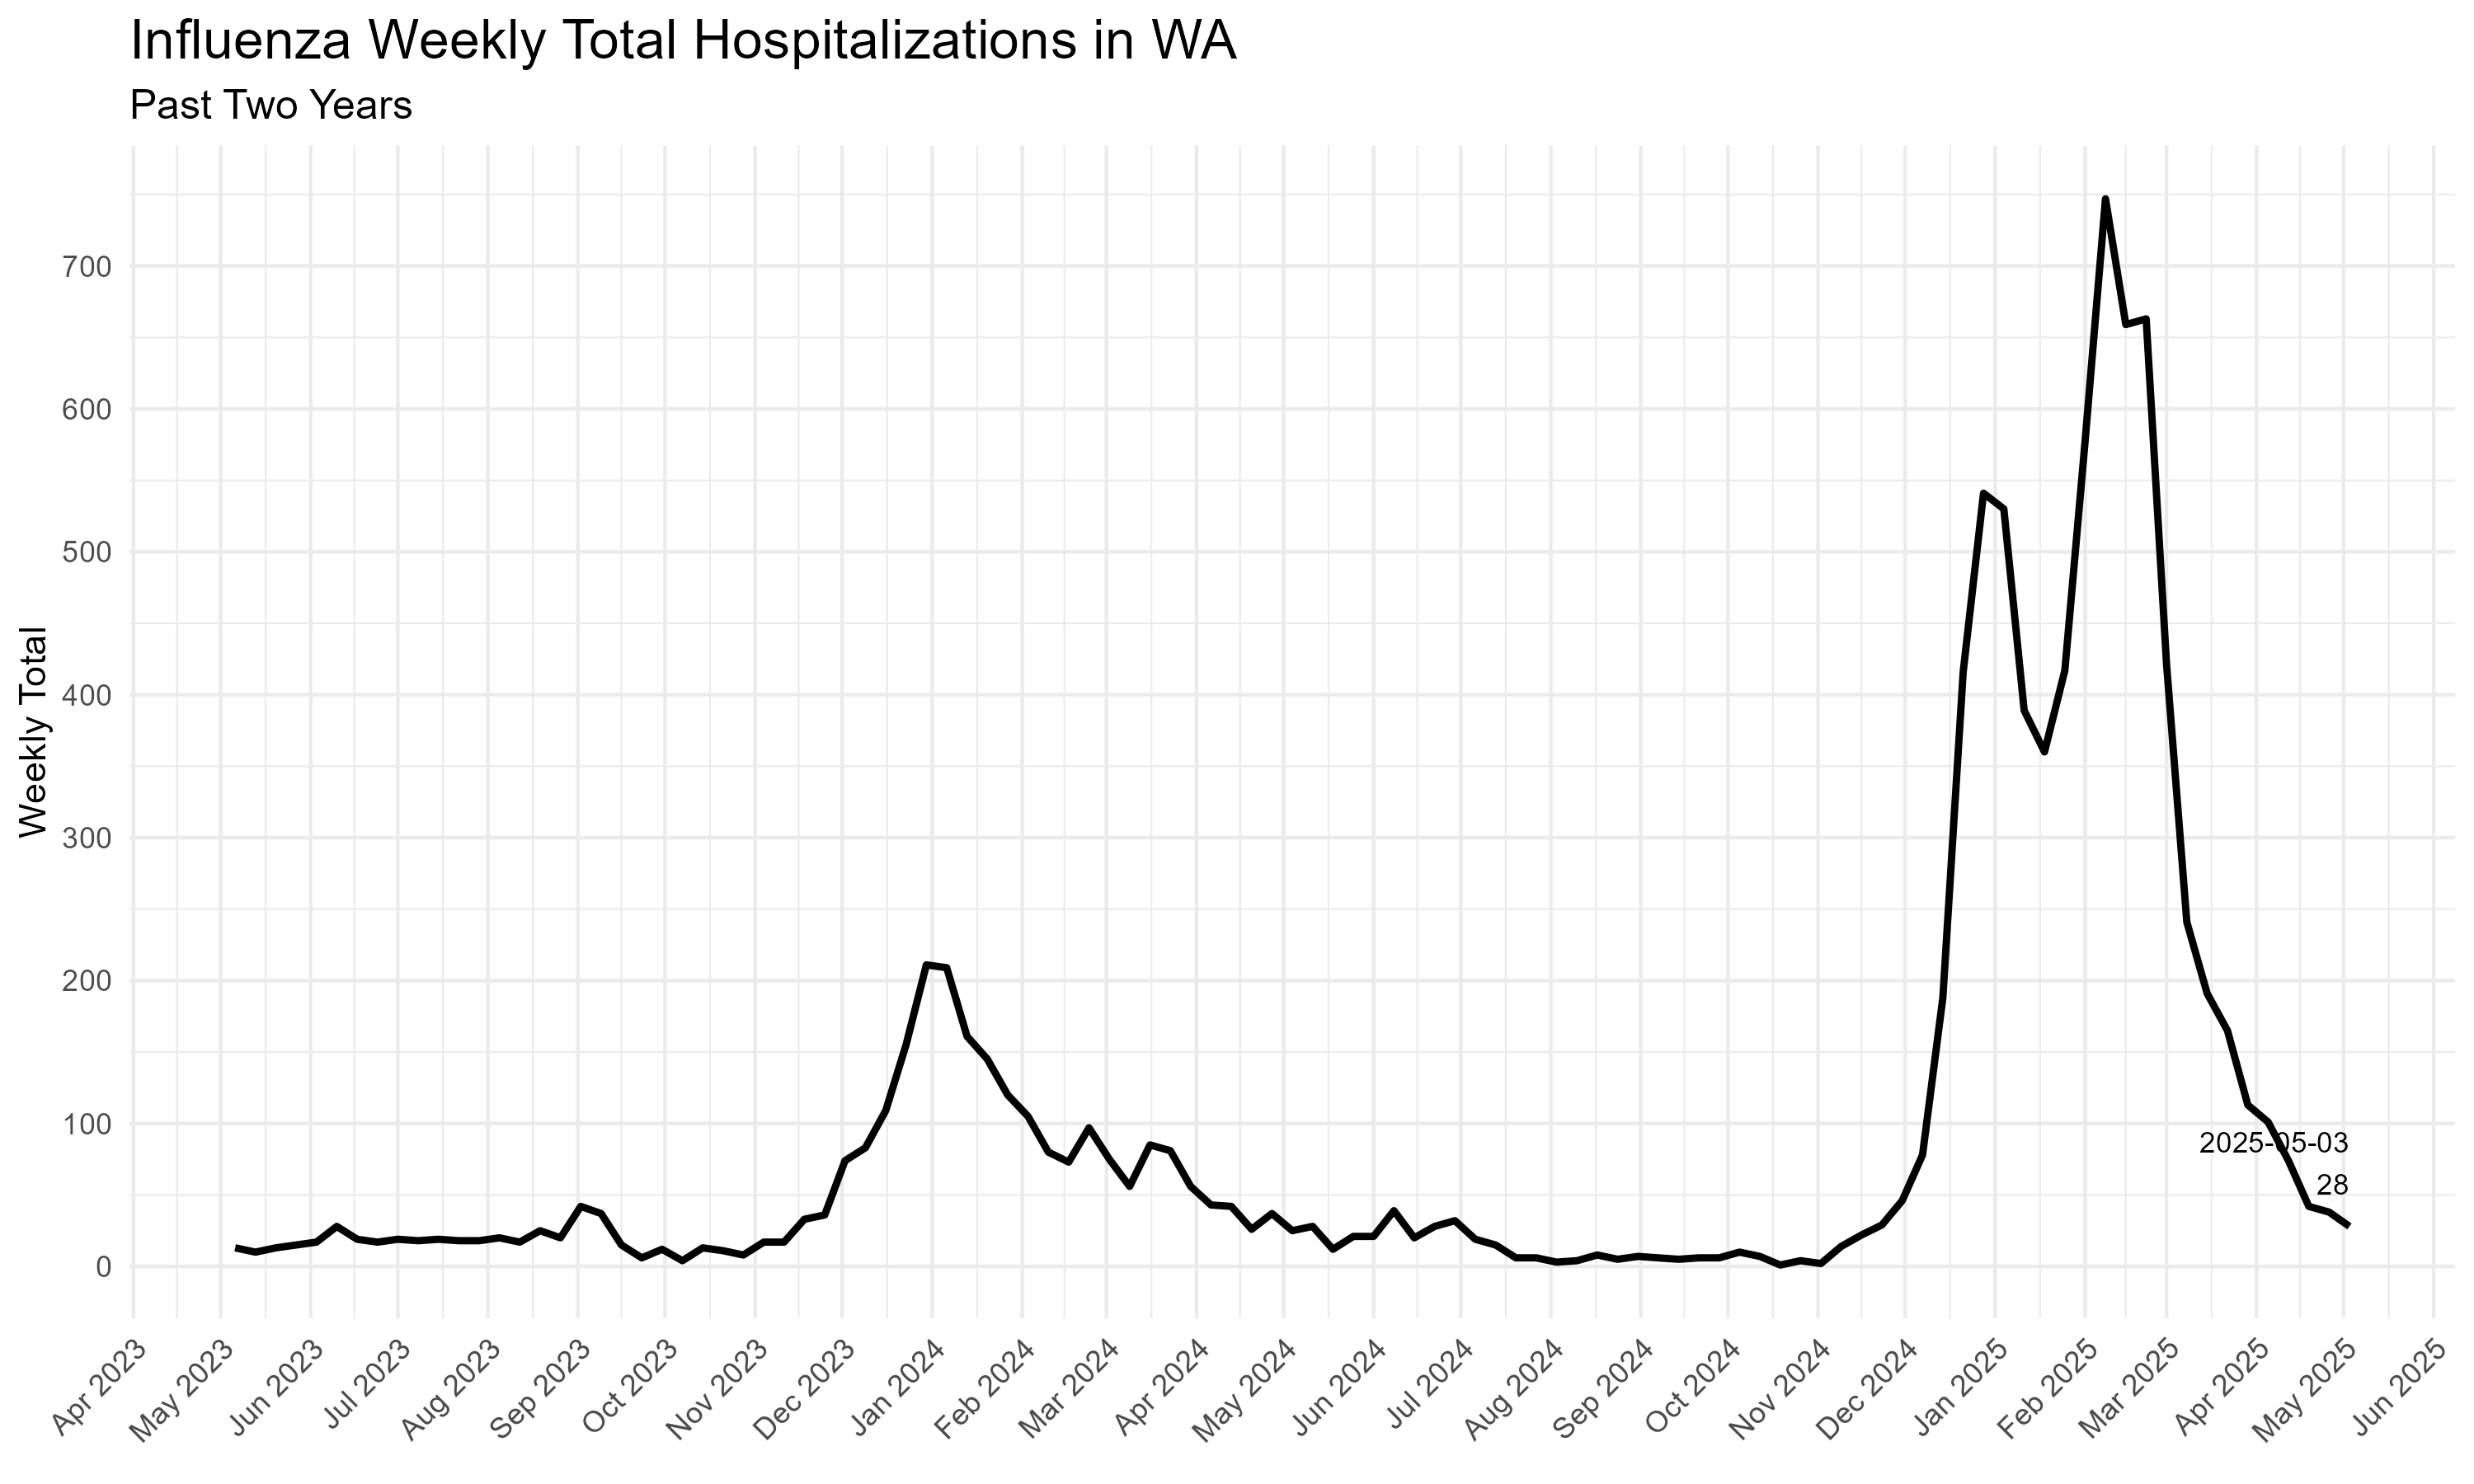 Influenza Weekly Total Hospitalizations in WA
Past Two Years
Weekly Total
700
600
500
400
300
200
100
0
2025-05-03
28
Apr 2023
May 2023
Jun 2023
Jul 2023
Aug 2023
Sep 2023
Oct 2023
Nov 2023
Dec 2023
Jan 2024
Feb 2024
Mar 2024
Apr 2024
May 2024
Jun 2024
Jul 2024
Aug 2024
Sep 2024
Oct 2024
Nov 2024
Dec 2024
Jan 2025
Feb 2025
Mar 2025
Apr 2025
May 2025
Jun 2025